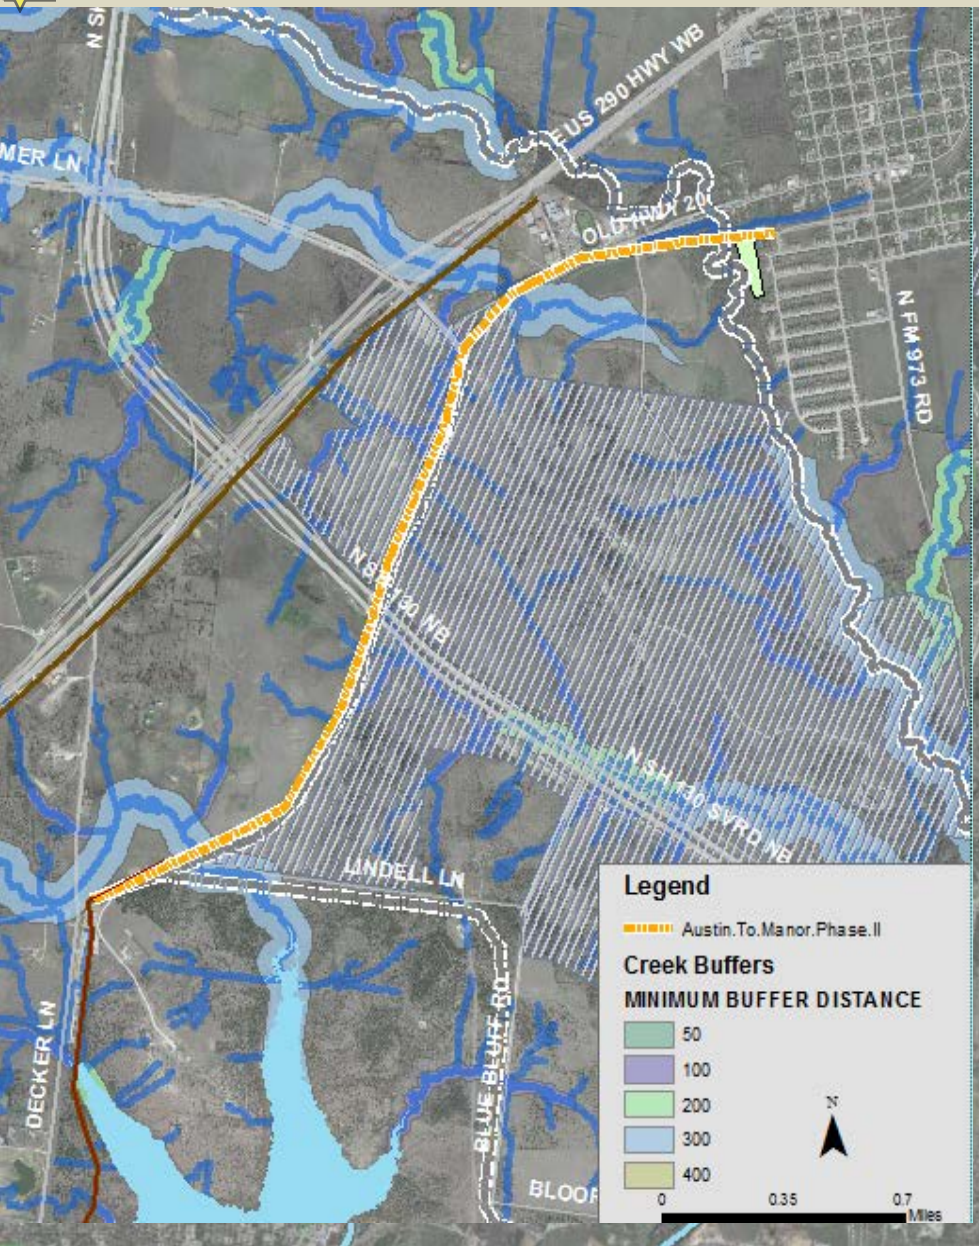 N SH
E US 290 HWY WB
MER LN
OLD HWY 20
N FM 973 RD
N SH 130 NB
N SH 130 SVRD NB
LINDELL LN
DECKER LN
BLUE BLUFF RD
BLOOR
Legend
Austin.To.Manor.Phase.II
Creek Buffers
MINIMUM BUFFER DISTANCE
50
100
200
300
400
N
0 0.35 0.7
Miles